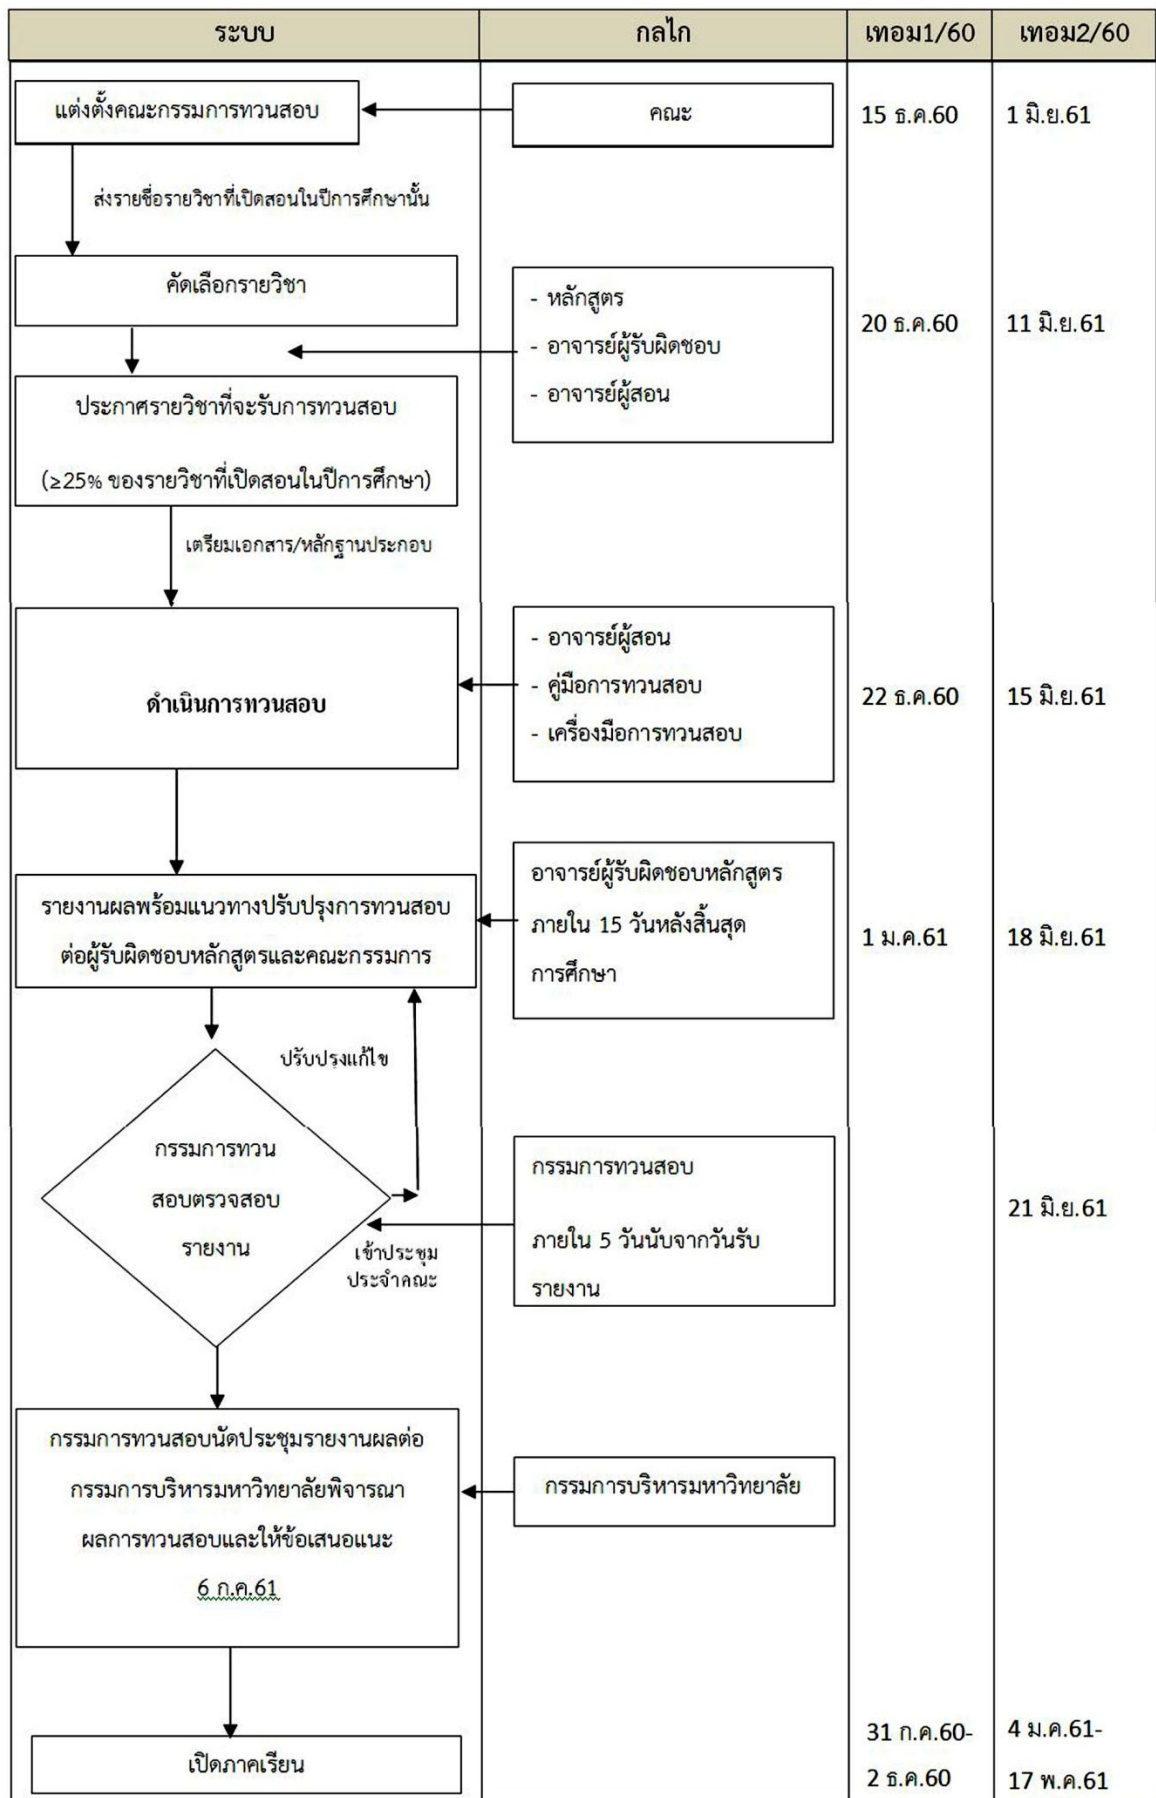 ระบบ กลไก เทอม1/60 เทอม2/60
แต่งตั้งคณะกรรมการทวนสอบ คณะ 15 ธ.ค.60 1 มิ.ย.61
ส่งรายชื่อรายวิชาที่เปิดสอนในปีการศึกษานั้น
คัดเลือกรายวิชา
- หลักสูตร
- อาจารย์ผู้รับผิดชอบ
- อาจารย์ผู้สอน
20 ธ.ค.60 11 มิ.ย.61
ประกาศรายวิชาที่จะรับการทวนสอบ
(≥25% ของรายวิชาที่เปิดสอนในปีการศึกษา)
เตรียมเอกสาร/หลักฐานประกอบ
ดำเนินการทวนสอบ
- อาจารย์ผู้สอน
- คู่มือการทวนสอบ
- เครื่องมือการทวนสอบ
22 ธ.ค.60 15 มิ.ย.61
รายงานผลพร้อมแนวทางปรับปรุงการทวนสอบ
ต่อผู้รับผิดชอบหลักสูตรและคณะกรรมการ
อาจารย์ผู้รับผิดชอบหลักสูตร
ภายใน 15 วันหลังสิ้นสุด
การศึกษา
1 ม.ค.61 18 มิ.ย.61
ปรับปรุงแก้ไข
กรรมการทวน
สอบตรวจสอบ
รายงาน
เข้าประชุม
ประจำคณะ
กรรมการทวนสอบ
ภายใน 5 วันนับจากวันรับ
รายงาน
21 มิ.ย.61
กรรมการทวนสอบนัดประชุมรายงานผลต่อ
กรรมการบริหารมหาวิทยาลัยพิจารณา
ผลการทวนสอบและให้ข้อเสนอแนะ
6 ก.ค.61
กรรมการบริหารมหาวิทยาลัย
เปิดภาคเรียน
31 ก.ค.60-
2 ธ.ค.60
4 ม.ค.61-
17 พ.ค.61